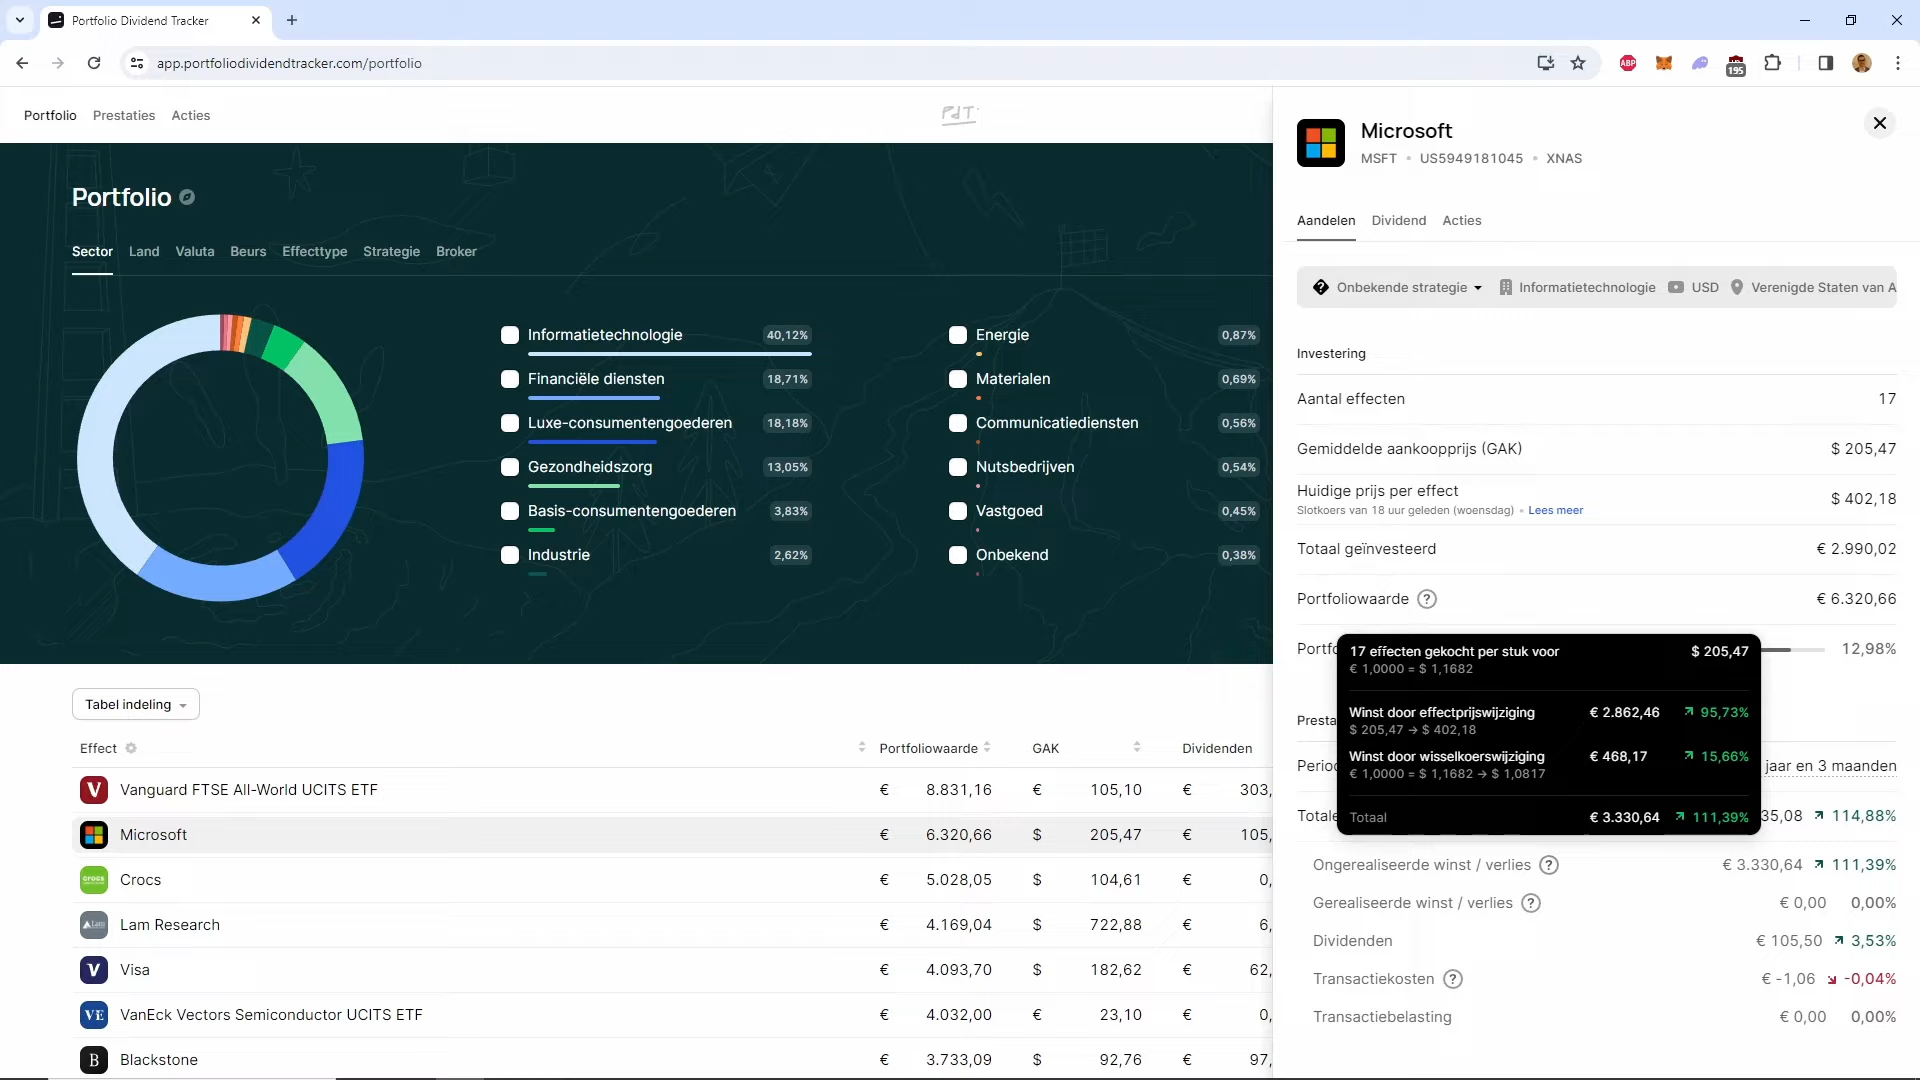 Portfolio Dividend Tracker
app.portfoliodividendtracker.com/portfolio
ABP
195
Portfolio Prestaties Acties
PdT
Portfolio
Sector Land Valuta Beurs Effecttype Strategie Broker
Informatietechnologie 40,12%
Financiële diensten 18,71%
Luxe-consumentengoederen 18,18%
Gezondheidszorg 13,05%
Basis-consumentengoederen 3,83%
Industrie 2,62%
Energie 0,87%
Materialen 0,69%
Communicatiediensten 0,56%
Nutsbedrijven 0,54%
Vastgoed 0,45%
Onbekend 0,38%
Tabel indeling
Effect Portfoliowaarde GAK Dividenden
Vanguard FTSE All-World UCITS ETF € 8.831,16 € 105,10 € 303,
Microsoft € 6.320,66 $ 205,47 € 105,
crocs Crocs € 5.028,05 $ 104,61 € 0,
Lam Lam Research € 4.169,04 $ 722,88 € 6,
V Visa € 4.093,70 $ 182,62 € 62,
VE VanEck Vectors Semiconductor UCITS ETF € 4.032,00 € 23,10 € 0,
B Blackstone € 3.733,09 $ 92,76 € 97,
Microsoft
MSFT • US5949181045 • XNAS
Aandelen Dividend Acties
Onbekende strategie Informatietechnologie USD Verenigde Staten van A
Investering
Aantal effecten 17
Gemiddelde aankoopprijs (GAK) $ 205,47
Huidige prijs per effect $ 402,18
Slotkoers van 18 uur geleden (woensdag) • Lees meer
Totaal geïnvesteerd € 2.990,02
Portfoliowaarde ? € 6.320,66
Portfo 12,98%
17 effecten gekocht per stuk voor $ 205,47
€ 1,0000 = $ 1,1682
Winst door effectprijswijziging € 2.862,46 95,73%
$ 205,47 → $ 402,18
Winst door wisselkoerswijziging € 468,17 15,66%
€ 1,0000 = $ 1,1682 → $ 1,0817
Totaal € 3.330,64 111,39%
Presta
Period jaar en 3 maanden
Totale 35,08 114,88%
Ongerealiseerde winst / verlies ? € 3.330,64 111,39%
Gerealiseerde winst / verlies ? € 0,00 0,00%
Dividenden € 105,50 3,53%
Transactiekosten ? € -1,06 -0,04%
Transactiebelasting € 0,00 0,00%